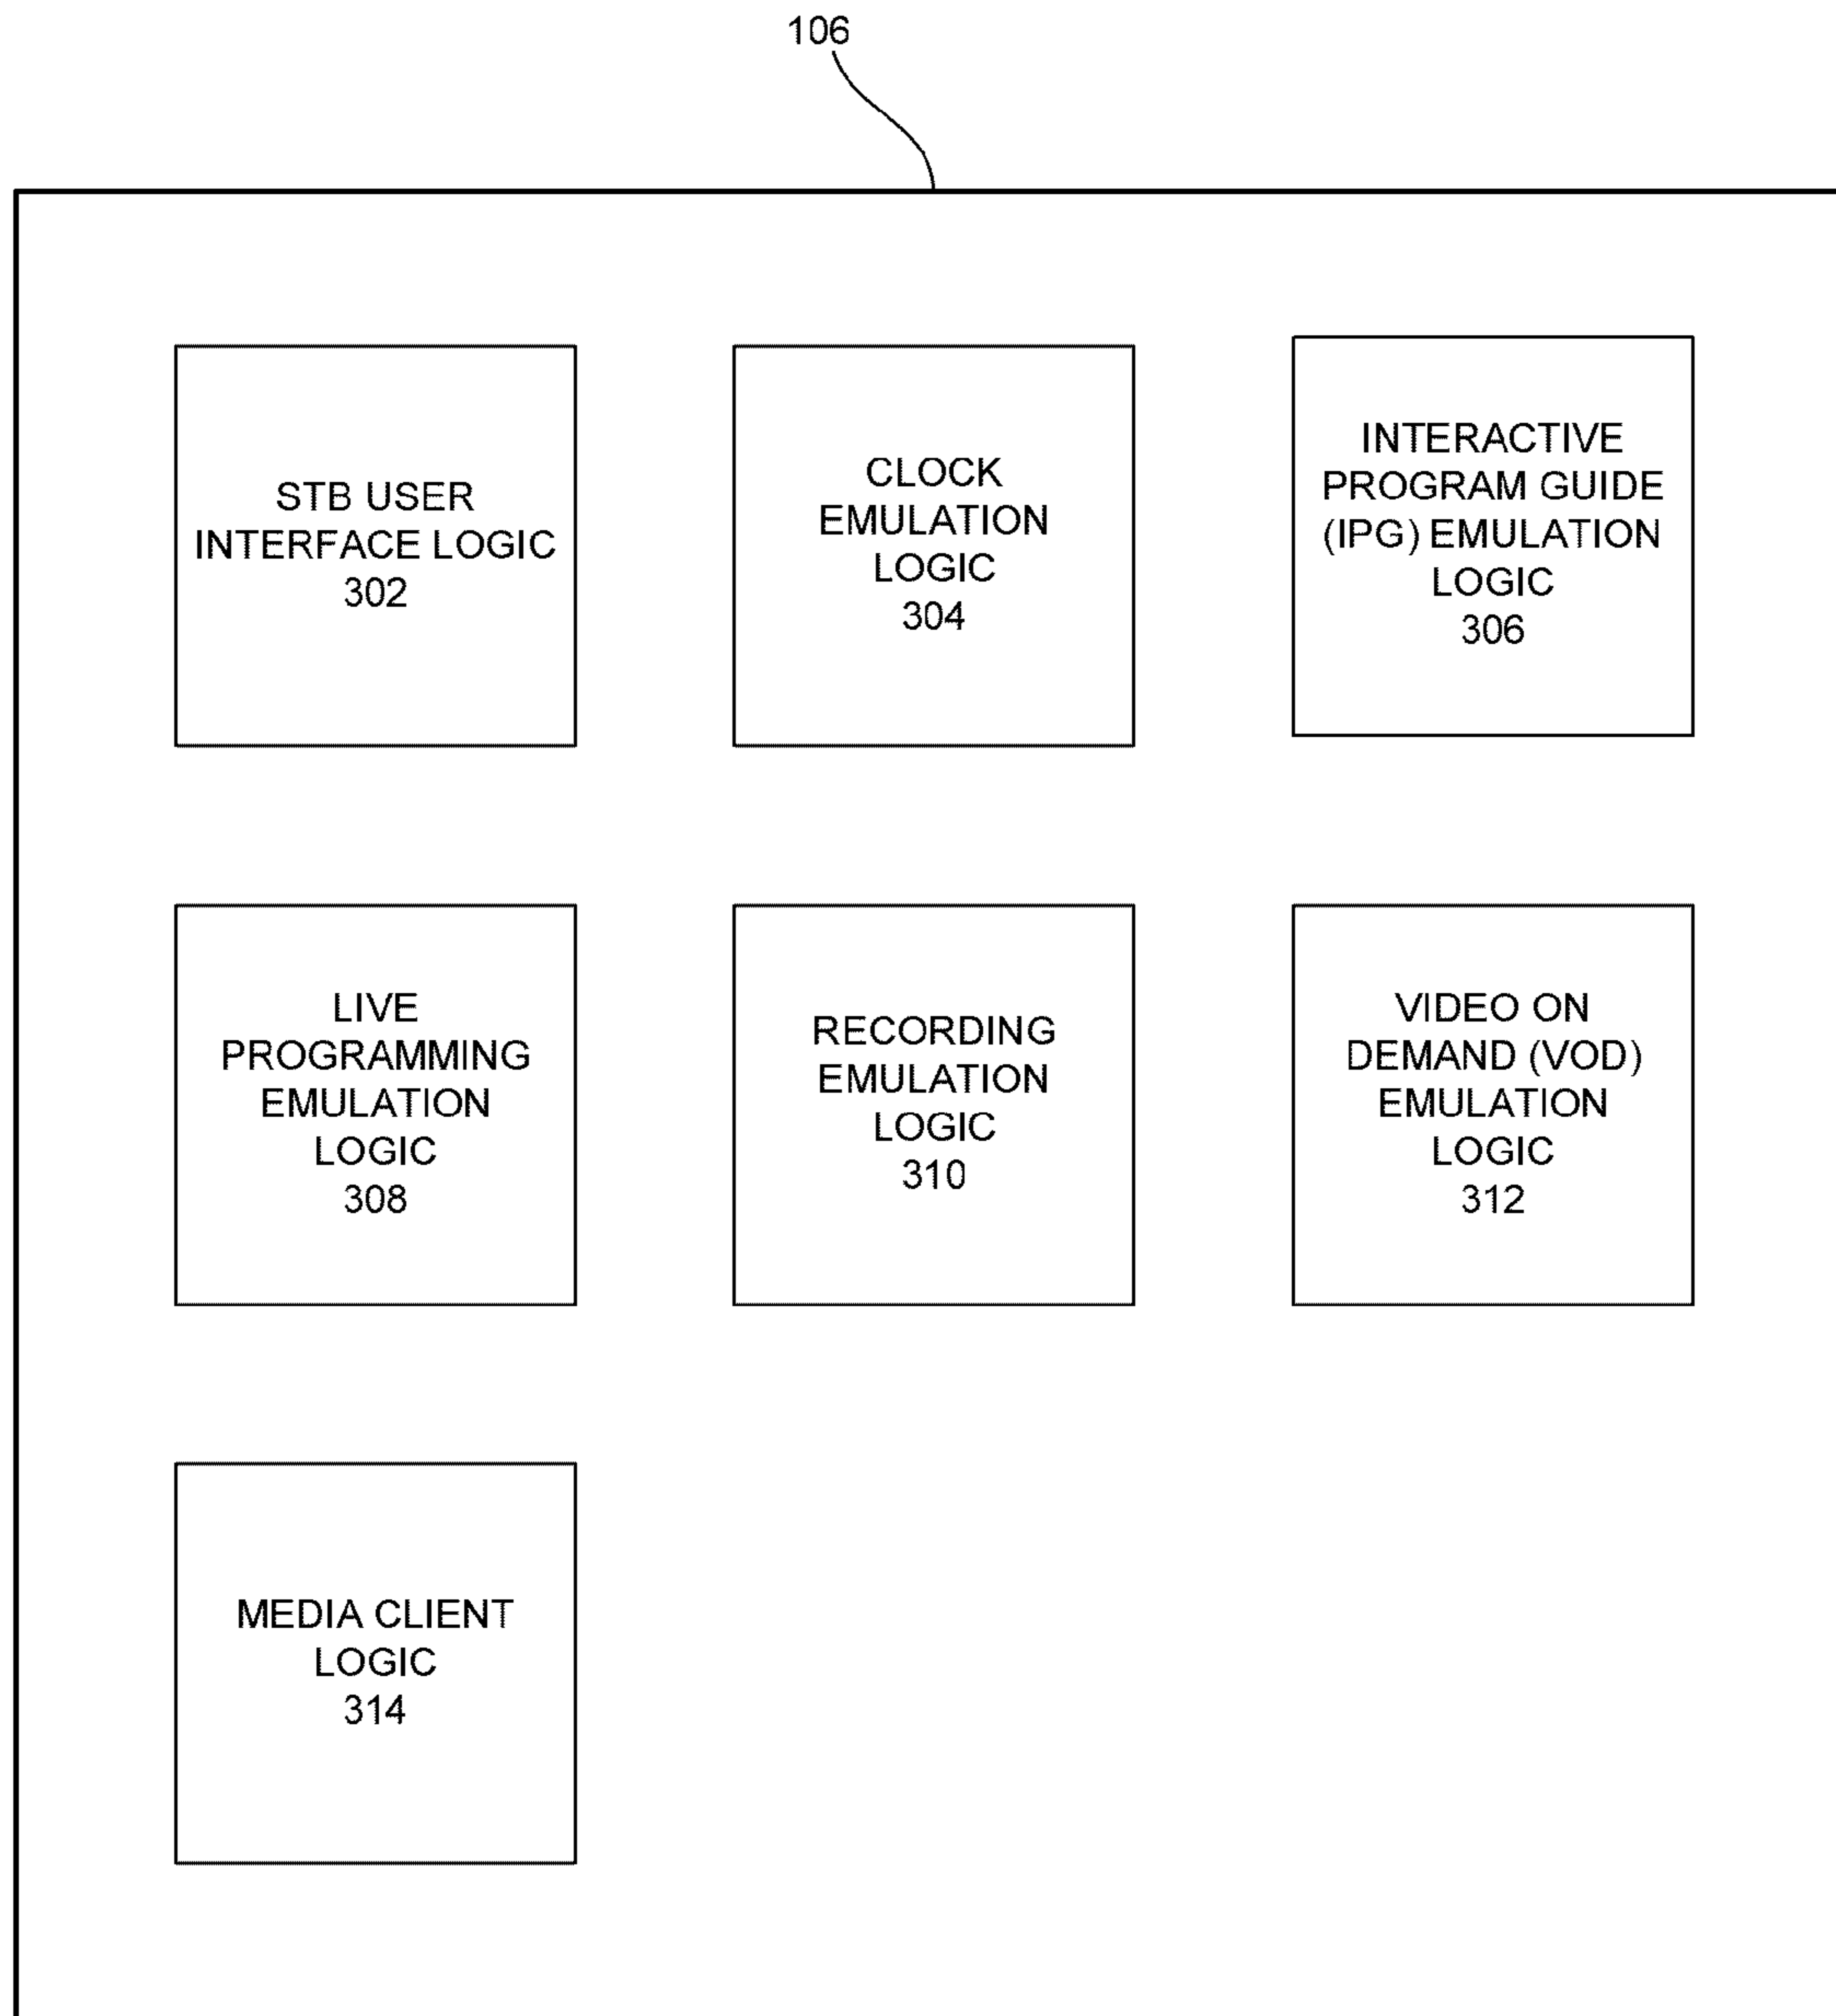 106
STB USER
INTERFACE LOGIC
302
CLOCK
EMULATION
LOGIC
304
INTERACTIVE
PROGRAM GUIDE
(IPG) EMULATION
LOGIC
306
LIVE
PROGRAMMING
EMULATION
LOGIC
308
RECORDING
EMULATION
LOGIC
310
VIDEO ON
DEMAND (VOD)
EMULATION
LOGIC
312
MEDIA CLIENT
LOGIC
314